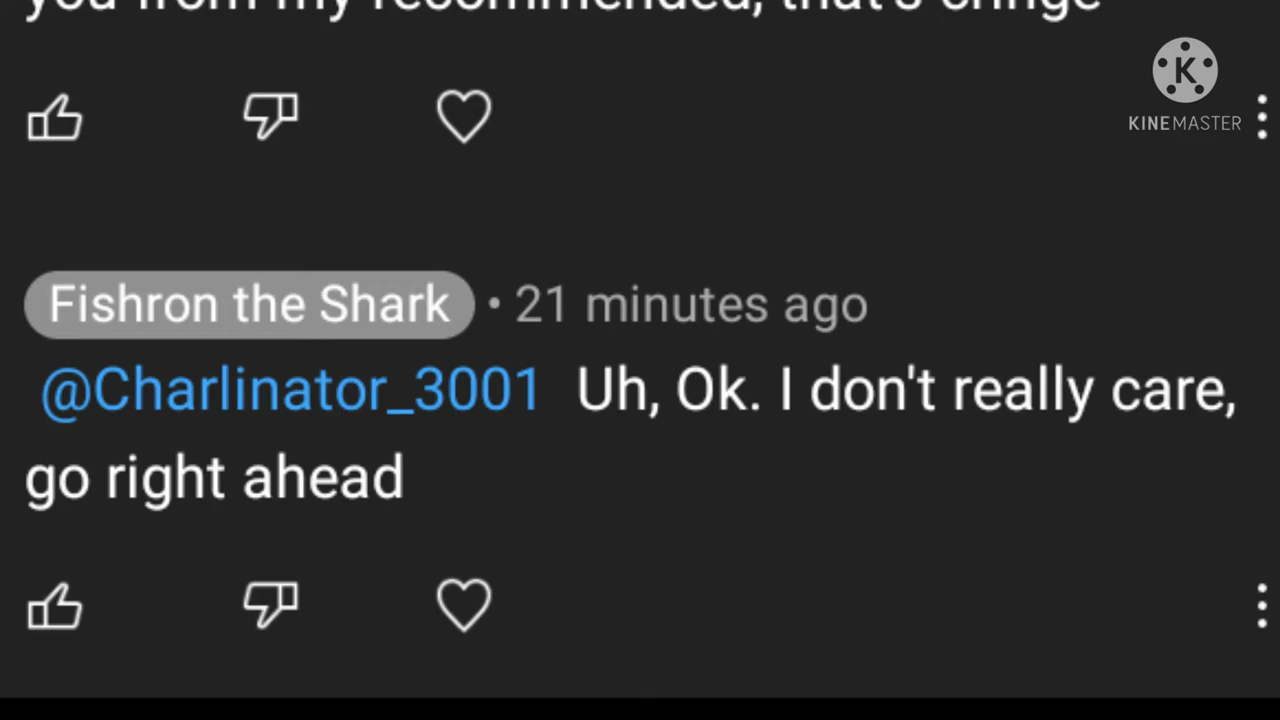 you from my recommended, that's cringe
KINEMASTER
Fishron the Shark • 21 minutes ago
@Charlinator_3001 Uh, Ok. I don't really care,
go right ahead